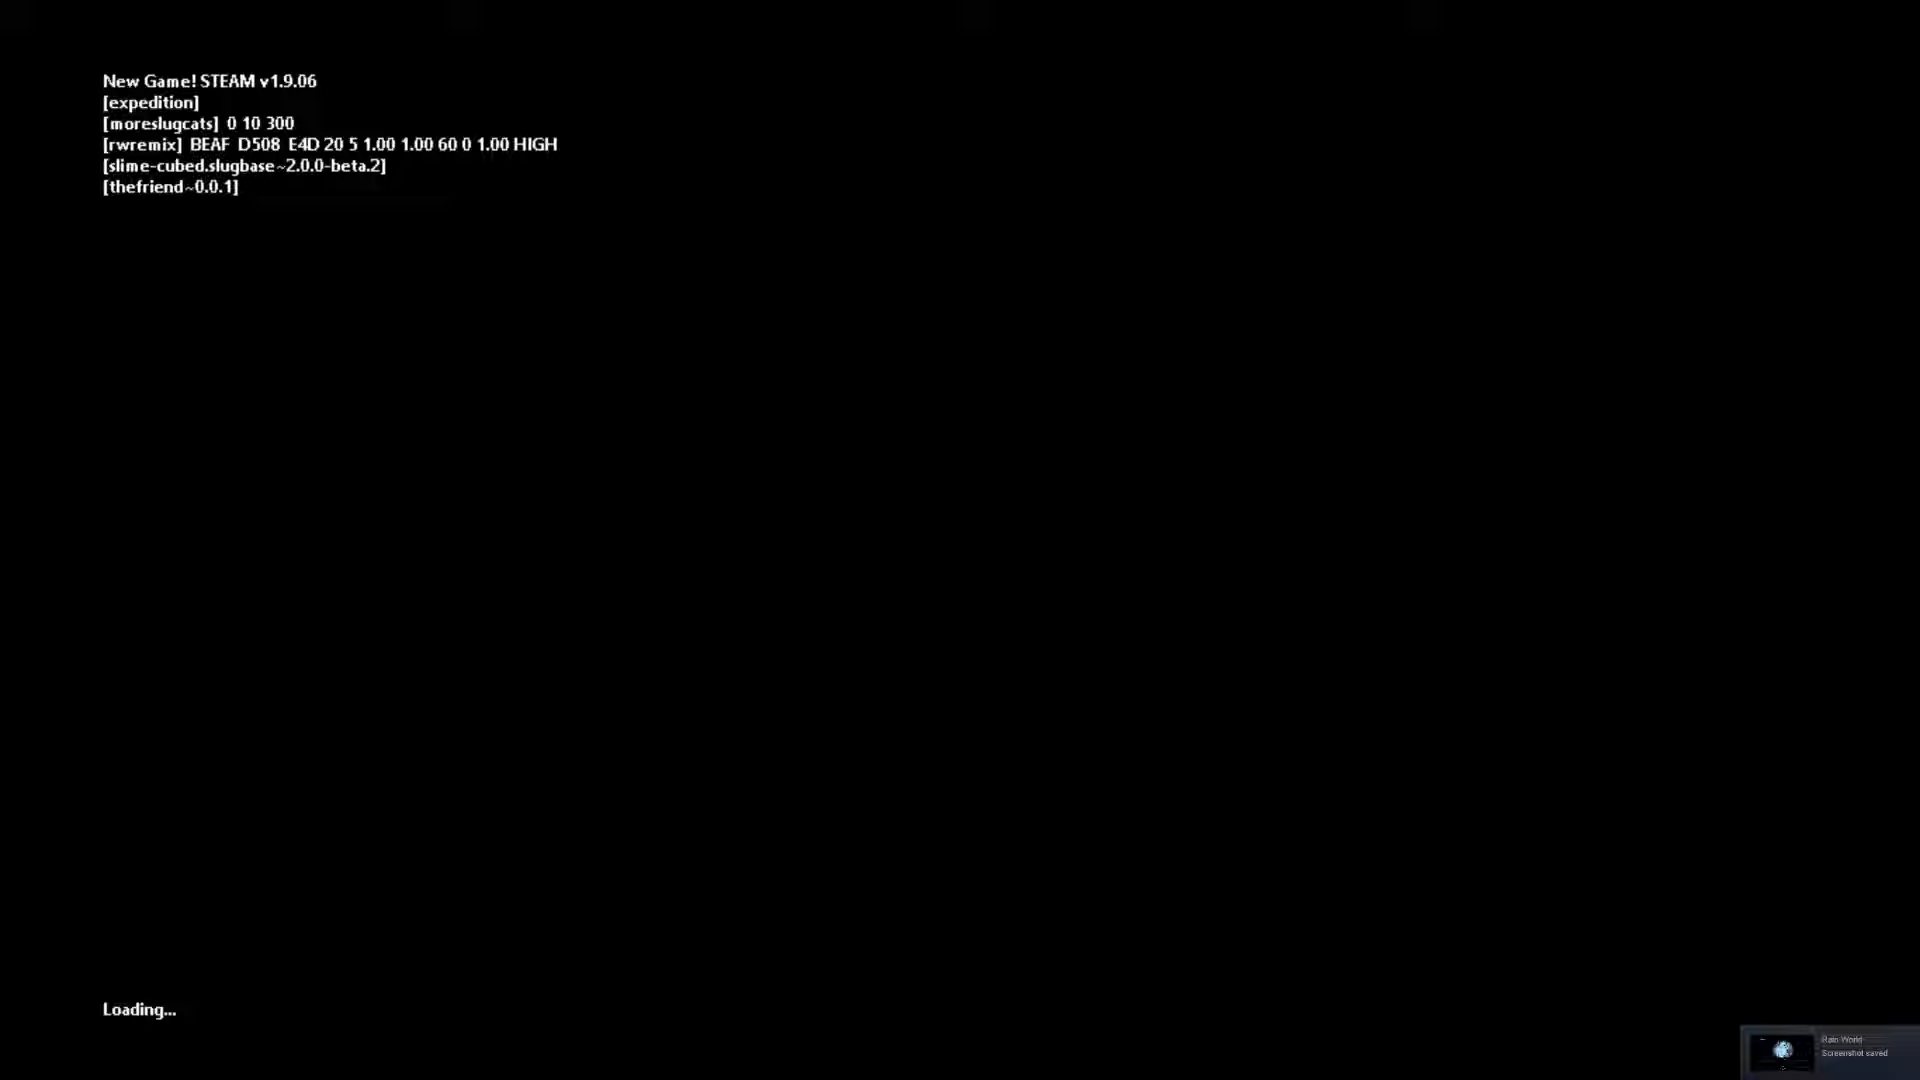 New Game! STEAM v1.9.06
[expedition]
[moreslugcats] 0 10 300
[rwremix] BEAF D508 E4D 20 5 1.00 1.00 60 0 1.00 HIGH
[slime-cubed.slugbase~2.0.0-beta.2]
[thefriend~0.0.1]
Loading...
Rain World
Screenshot saved